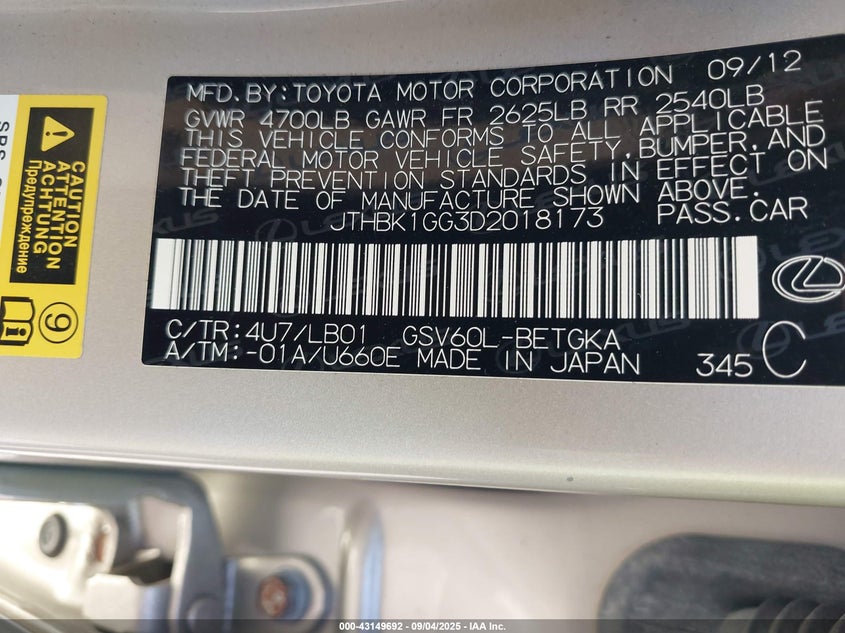 MFD.BY:TOYOTA MOTOR CORPORATION 09/12
GVWR 4700LB GAWR FR 2625LB RR 2540LB
THIS VEHICLE CONFORMS TO ALL APPLICABLE
FEDERAL MOTOR VEHICLE SAFETY,BUMPER,AND
THEFT PREVENTION STANDARDS IN EFFECT ON
THE DATE OF MANUFACTURE SHOWN ABOVE.
JTHBK1GG3D2018173 PASS.CAR
C/TR:4U7/LB01 GSV60L-BETGKA
A/TM:-01A/U660E MADE IN JAPAN 345 C
CAUTION
ATTENTION
ACHTUNG
Предупреждение
9
LEXUS
000-43149692 - 09/04/2025 - IAA Inc.